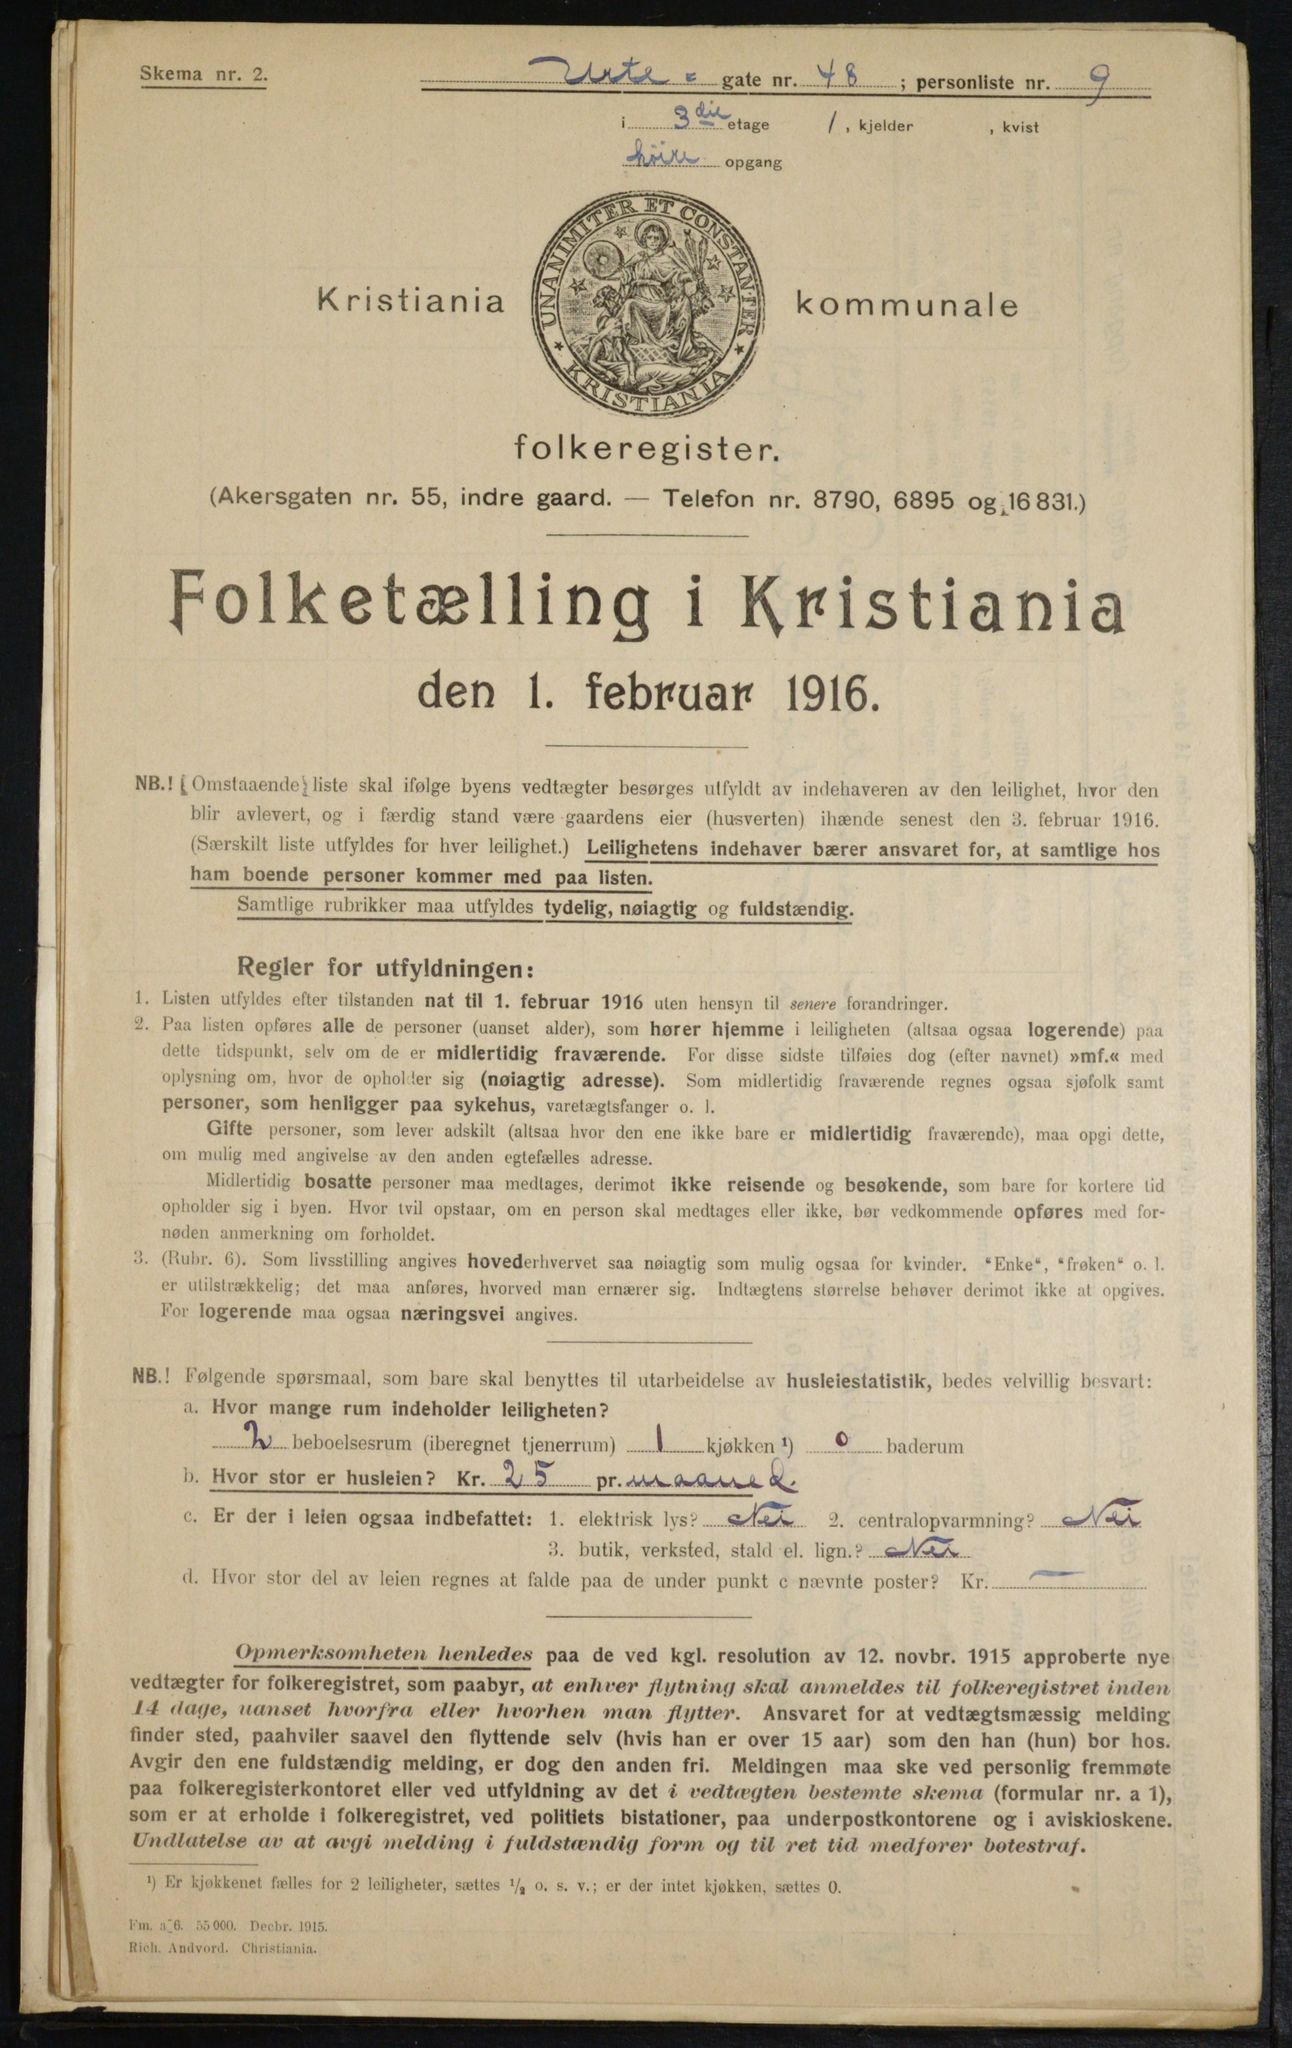 Skema nr. 2.
Urte - gate nr. 48 ; personliste nr. 9
i 3die etage 1, kjelder , kvist
höire opgang
UNANIMITER ET CONSTANTER
KRISTIANIA
Kristiania kommunale
folkeregister.
(Akersgaten nr. 55, indre gaard. — Telefon nr. 8790, 6895 og 16831.)
Folketælling i Kristiania
den 1. februar 1916.
NB.! (Omstaaende) liste skal ifølge byens vedtægter besørges utfyldt av indehaveren av den leilighet, hvor den
blir avlevert, og i færdig stand være gaardens eier (husverten) ihænde senest den 3. februar 1916.
(Særskilt liste utfyldes for hver leilighet.) Leilighetens indehaver bærer ansvaret for, at samtlige hos
ham boende personer kommer med paa listen.
Samtlige rubrikker maa utfyldes tydelig, nøiagtig og fuldstændig.
Regler for utfyldningen:
1. Listen utfyldes efter tilstanden nat til 1. februar 1916 uten hensyn til senere forandringer.
2. Paa listen opføres alle de personer (uanset alder), som hører hjemme i leiligheten (altsaa ogsaa logerende) paa
dette tidspunkt, selv om de er midlertidig fraværende. For disse sidste tilføies dog (efter navnet) »mf.« med
oplysning om, hvor de opholder sig (nøiagtig adresse). Som midlertidig fraværende regnes ogsaa sjøfolk samt
personer, som henligger paa sykehus, varetægtsfanger o. l.
Gifte personer, som lever adskilt (altsaa hvor den ene ikke bare er midlertidig fraværende), maa opgi dette,
om mulig med angivelse av den anden egtefælles adresse.
Midlertidig bosatte personer maa medtages, derimot ikke reisende og besøkende, som bare for kortere tid
opholder sig i byen. Hvor tvil opstaar, om en person skal medtages eller ikke, bør vedkommende opføres med for-
nøden anmerkning om forholdet.
3. (Rubr. 6). Som livsstilling angives hovederhvervet saa nøiagtig som mulig ogsaa for kvinder. "Enke", "frøken" o. l.
er utilstrækkelig; det maa anføres, hvorved man ernærer sig. Indtægtens størrelse behøver derimot ikke at opgives.
For logerende maa ogsaa næringsvei angives.
NB.! Følgende spørsmaal, som bare skal benyttes til utarbeidelse av husleiestatistik, bedes velvillig besvart:
a. Hvor mange rum indeholder leiligheten?
2 beboelsesrum (iberegnet tjenerrum) 1 kjøkken ¹) 0 baderum
b. Hvor stor er husleien? Kr. 25 pr. maaned.
c. Er der i leien ogsaa indbefattet: 1. elektrisk lys? Nei 2. centralopvarmning? Nei
3. butik, verksted, stald el. lign.? Nei
d. Hvor stor del av leien regnes at falde paa de under punkt c nævnte poster? Kr. —
Opmerksomheten henledes paa de ved kgl. resolution av 12. novbr. 1915 approberte nye
vedtægter for folkeregistret, som paabyr, at enhver flytning skal anmeldes til folkeregistret inden
14 dage, uanset hvorfra eller hvorhen man flytter. Ansvaret for at vedtægtsmæssig melding
finder sted, paahviler saavel den flyttende selv (hvis han er over 15 aar) som den han (hun) bor hos.
Avgir den ene fuldstændig melding, er dog den anden fri. Meldingen maa ske ved personlig fremmøte
paa folkeregisterkontoret eller ved utfyldning av det i vedtægten bestemte skema (formular nr. a 1),
som er at erholde i folkeregistret, ved politiets bistationer, paa underpostkontorene og i aviskioskene.
Undlatelse av at avgi melding i fuldstændig form og til ret tid medfører bøtestraf.
¹) Er kjøkkenet fælles for 2 leiligheter, sættes ½ o. s. v.; er der intet kjøkken, sættes 0.
Fm. a 6. 55 000. Decbr. 1915.
Rich. Andvord. Christiania.